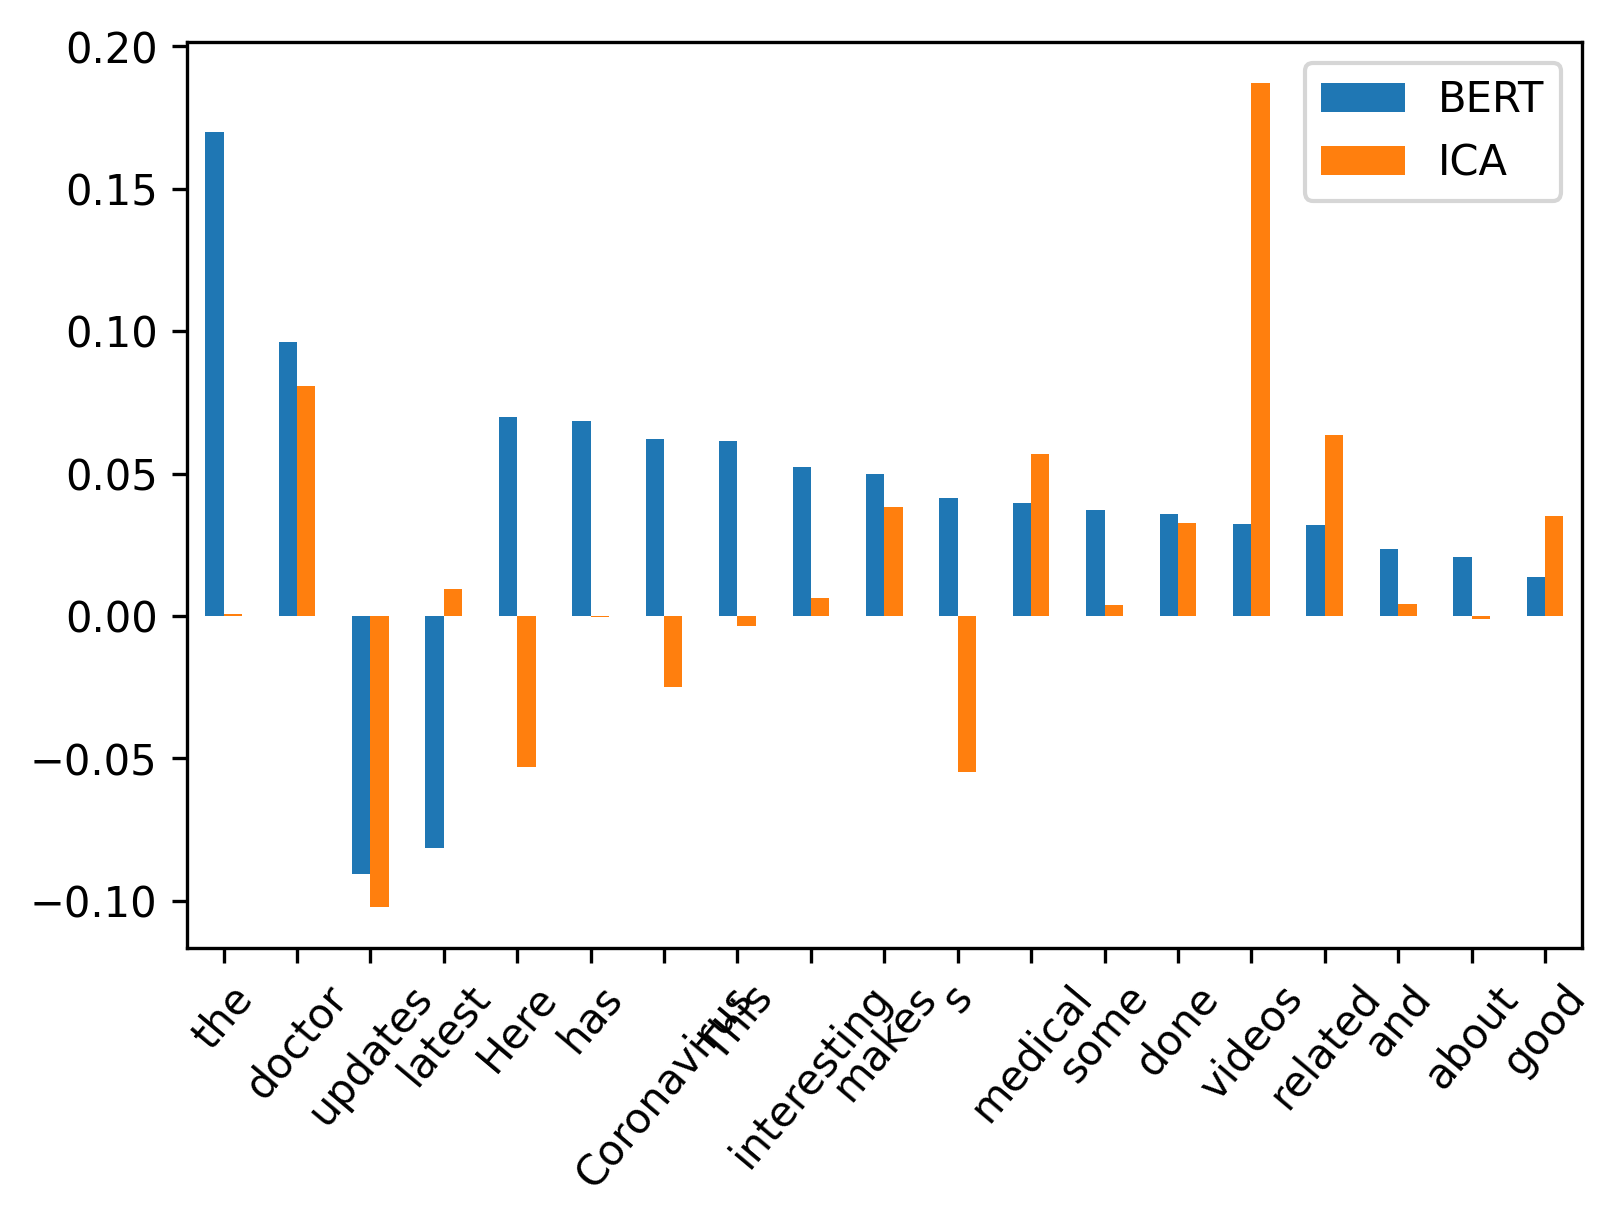 0.20
0.15
0.10
0.05
0.00
−0.05
−0.10
BERT
ICA
the
doctor
updates
latest
Here
has
Coronavirus
This
interesting
makes
s
medical
some
done
videos
related
and
about
good